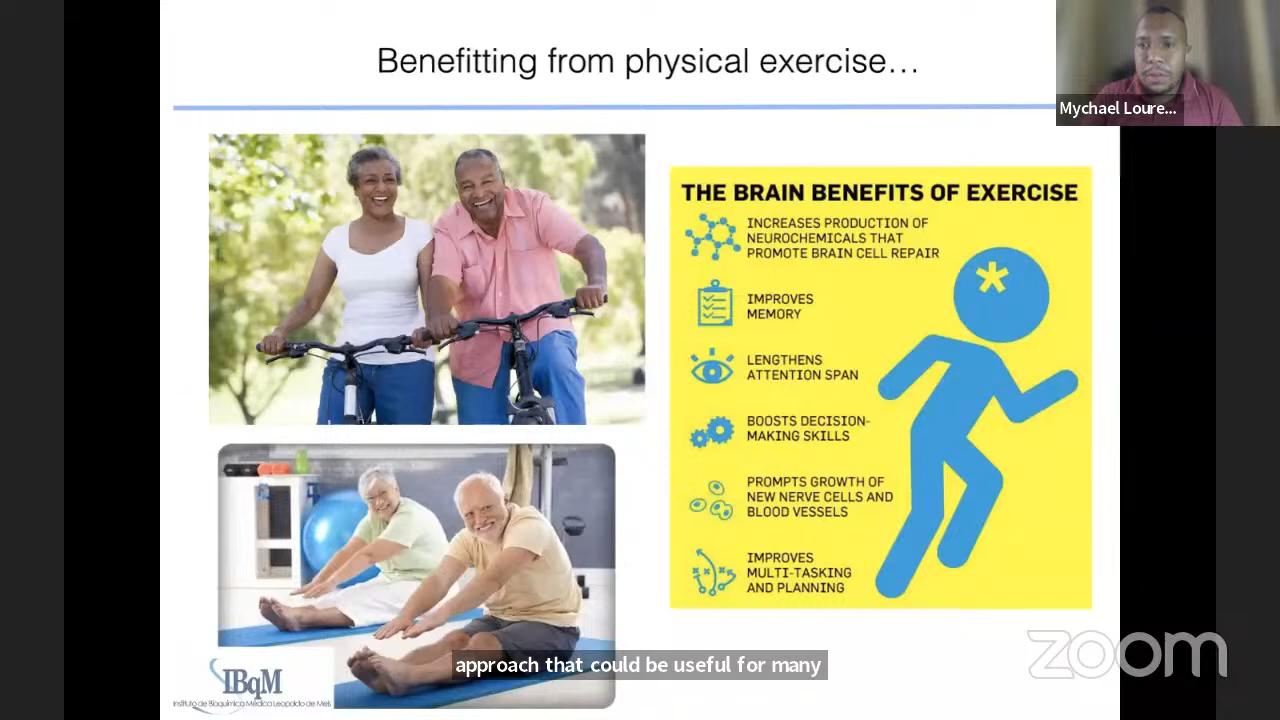 Benefitting from physical exercise...
Mychael Loure...
THE BRAIN BENEFITS OF EXERCISE
INCREASES PRODUCTION OF
NEUROCHEMICALS THAT
PROMOTE BRAIN CELL REPAIR
IMPROVES
MEMORY
LENGTHENS
ATTENTION SPAN
BOOSTS DECISION-
MAKING SKILLS
PROMPTS GROWTH OF
NEW NERVE CELLS AND
BLOOD VESSELS
IMPROVES
MULTI-TASKING
AND PLANNING
IBqM
Instituto de Bioquímica Médica Leopoldo de Meis
approach that could be useful for many
zoom